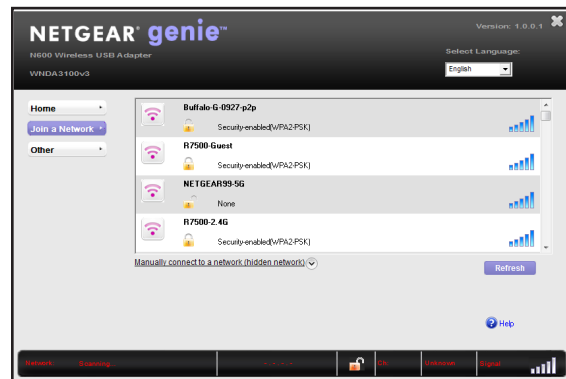 NETGEAR® genie™
Version: 1.0.0.1
N600 Wireless USB Adapter
Select Language:
WNDA3100v3
English
Home
Join a Network
Other
Buffalo-G-0927-p2p
Security-enabled(WPA2-PSK)
R7500-Guest
Security-enabled(WPA2-PSK)
NETGEAR99-5G
None
R7500-2.4G
Security-enabled(WPA2-PSK)
Manually connect to a network (hidden network)
Refresh
Help
Network: Scanning... Ch. Unknown Signal